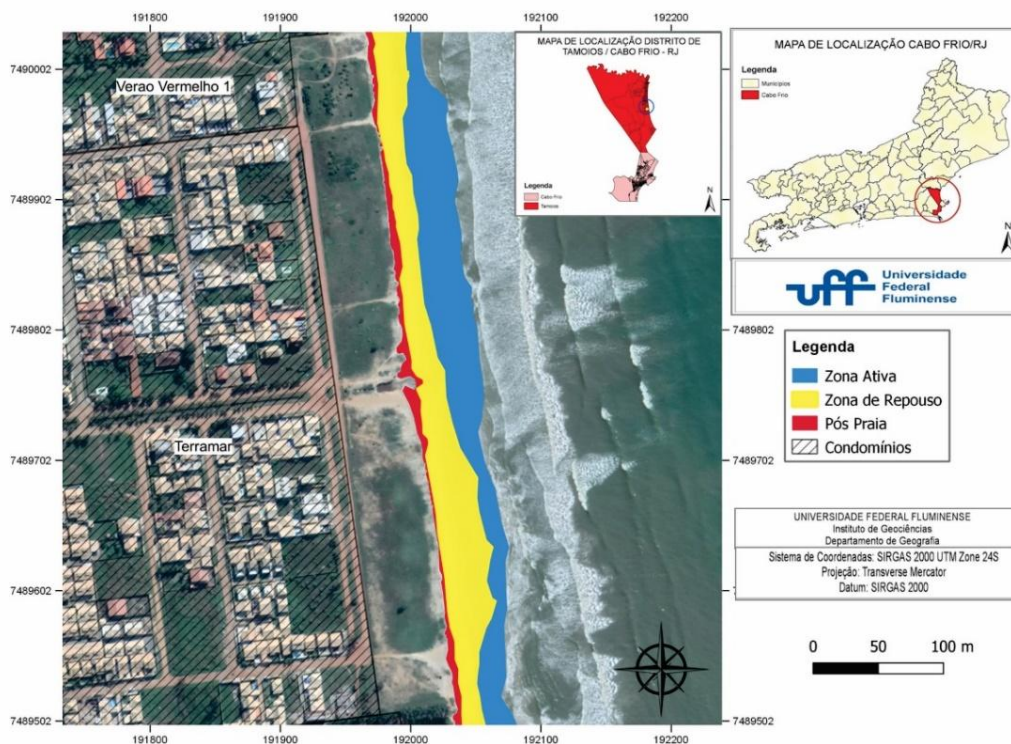 191800 191900 192000 192100 192200
7490002
7489902
7489802
7489702
7489602
7489502
Verao Vermelho 1
Terramar
MAPA DE LOCALIZAÇÃO DISTRITO DE
TAMOIOS / CABO FRIO - RJ
Legenda
Cabo Frio
Tamoios
N
MAPA DE LOCALIZAÇÃO CABO FRIO/RJ
Legenda
Municípios
Cabo Frio
N
uff Universidade
Federal
Fluminense
7489802
Legenda
Zona Ativa
Zona de Repouso
Pós Praia
Condomínios
7489702
UNIVERSIDADE FEDERAL FLUMINENSE
Instituto de Geociências
Departamento de Geografia
Sistema de Coordenadas: SIRGAS 2000 UTM Zone 24S
Projeção: Transverse Mercator
Datum: SIRGAS 2000
7489602
0 50 100 m
7489502
191800 191900 192000 192100 192200